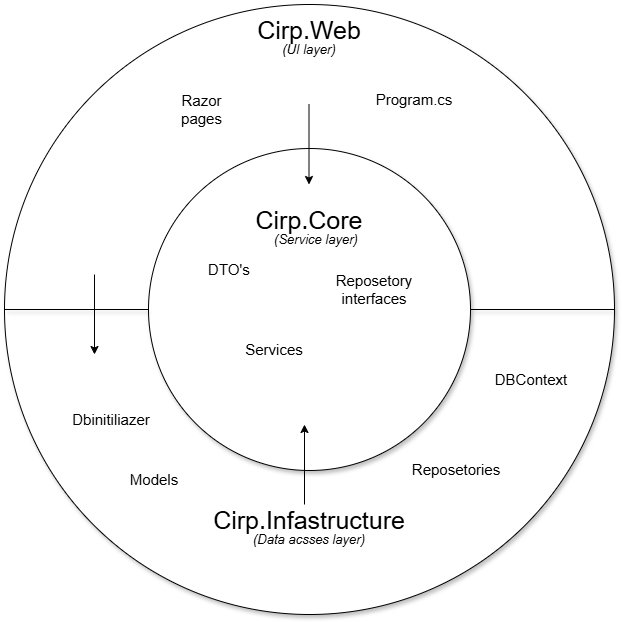 Cirp.Web
(UI layer)
Razor
pages
Program.cs
Cirp.Core
(Service layer)
DTO's
Reposetory
interfaces
Services
DBContext
Dbinitiliazer
Models
Reposetories
Cirp.Infastructure
(Data acsses layer)